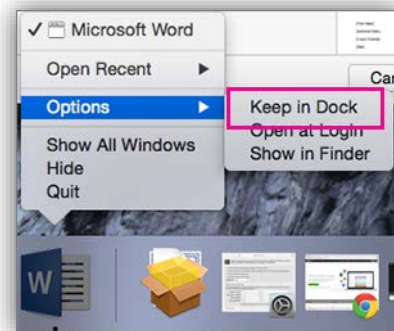 ✓ Microsoft Word
Open Recent
Options
Show All Windows
Hide
Quit
Keep in Dock
Open at Login
Show in Finder
Ca
W